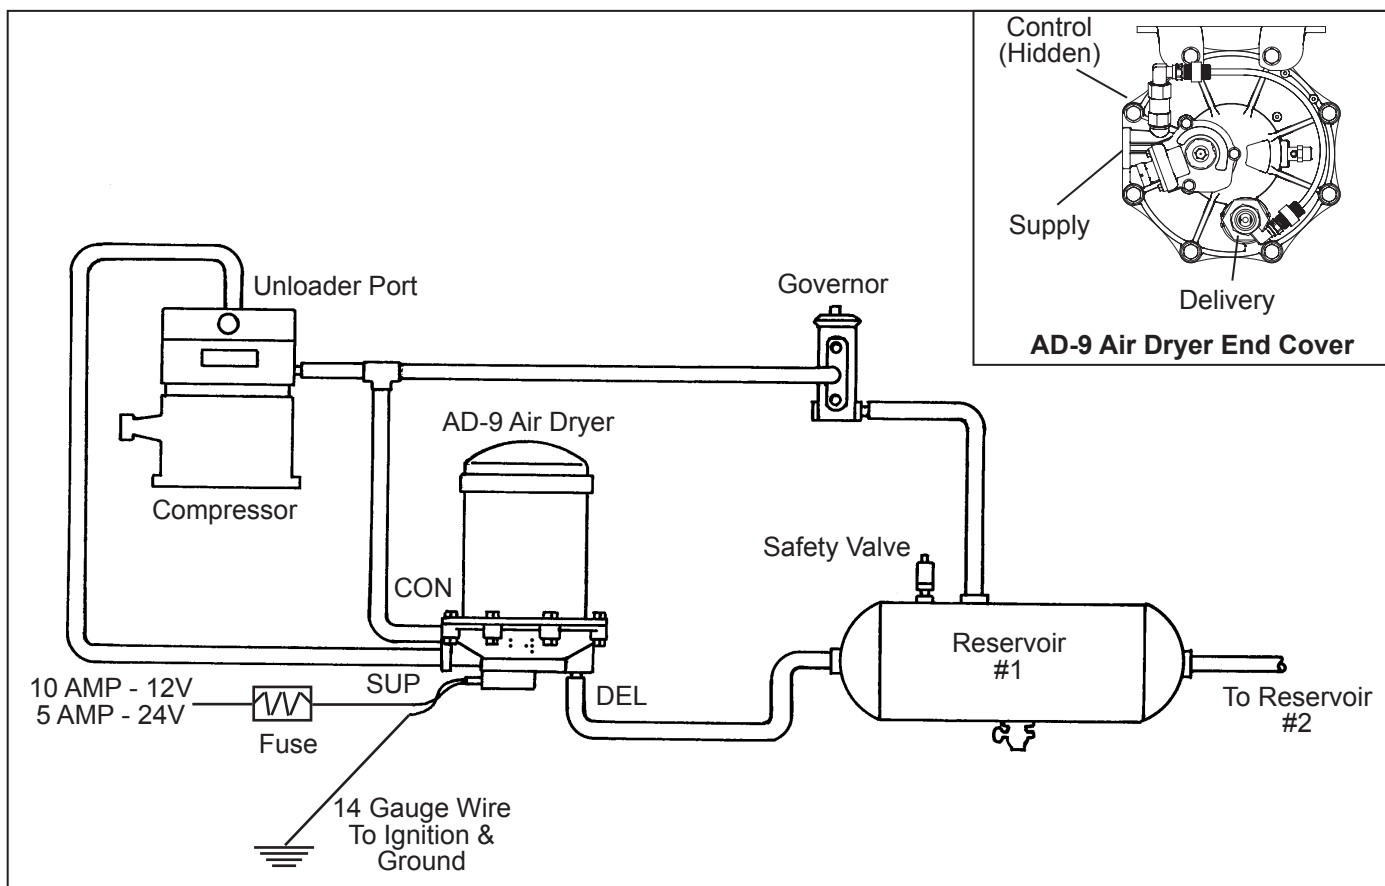 Control
(Hidden)
Supply
Delivery
AD-9 Air Dryer End Cover
Unloader Port
Governor
AD-9 Air Dryer
Compressor
Safety Valve
CON
Reservoir
#1
SUP
DEL
10 AMP - 12V
5 AMP - 24V
Fuse
To Reservoir
#2
14 Gauge Wire
To Ignition &
Ground